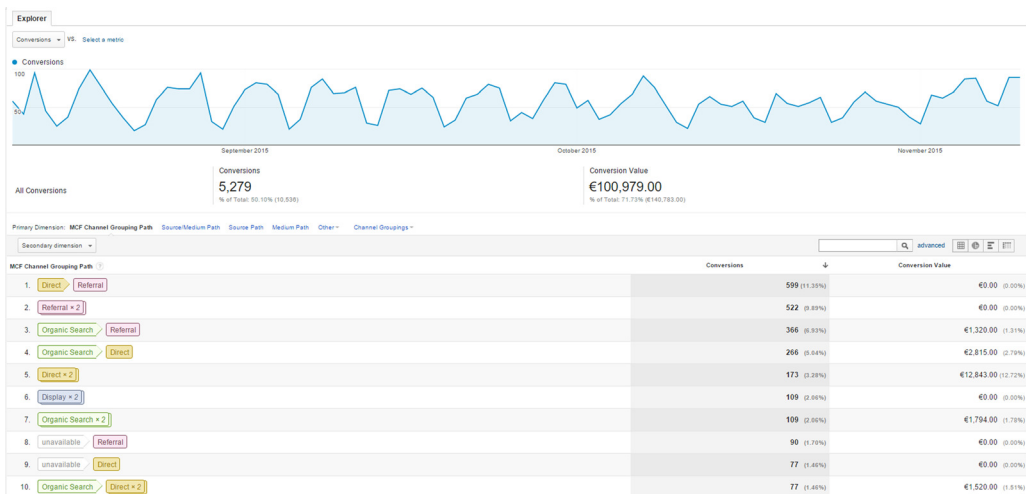 Explorer
Conversions VS. Select a metric
Conversions
100
50
September 2015 October 2015 November 2015
All Conversions
Conversions
5,279
% of Total: 50.10% (10.536)
Conversion Value
€100,979.00
% of Total: 71.73% (€140,783.00)
Primary Dimension: MCF Channel Grouping Path Source/Medium Path Source Path Medium Path Other Channel Groupings
Secondary dimension advanced
MCF Channel Grouping Path ? Conversions ↓ Conversion Value
1. Direct Referral 599 (11.35%) €0.00 (0.00%)
2. Referral × 2 522 (9.89%) €0.00 (0.00%)
3. Organic Search Referral 366 (6.93%) €1,320.00 (1.31%)
4. Organic Search Direct 266 (5.04%) €2,815.00 (2.79%)
5. Direct × 2 173 (3.28%) €12,843.00 (12.72%)
6. Display × 2 109 (2.06%) €0.00 (0.00%)
7. Organic Search × 2 109 (2.06%) €1,794.00 (1.78%)
8. unavailable Referral 90 (1.70%) €0.00 (0.00%)
9. unavailable Direct 77 (1.46%) €0.00 (0.00%)
10. Organic Search Direct × 2 77 (1.46%) €1,520.00 (1.51%)